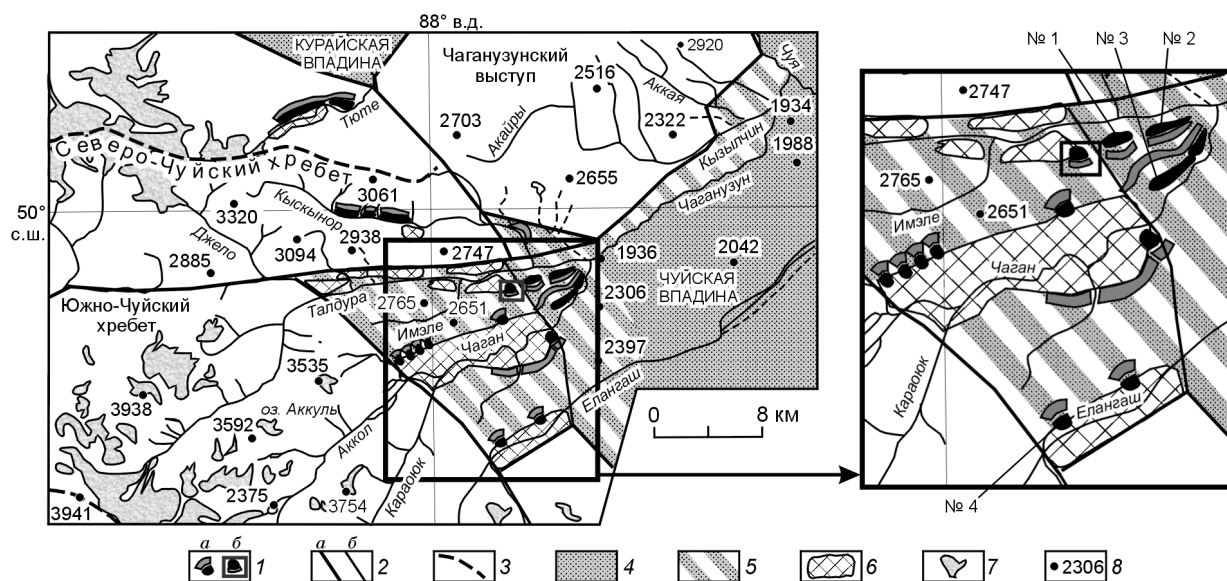 88° в.д.
КУРАЙСКАЯ
ВПАДИНА
Чаганузунский
выступ
2920
Чуя
№ 1
№ 3
№ 2
2516
Аккая
Тюте
2703
Акайры
2322
1934
Кызылчин
1988
2747
Северо-Чуйский хребет
3061
2655
Чаганузун
50°
с.ш.
3320
Кыскынор
Джело
3094
2938
2747
1936
2042
2885
ЧУЙСКАЯ
ВПАДИНА
Южно-Чуйский
хребет
Талдура
2765
2651
2306
Имэле
Чаган
2397
2765
2651
Имэле
Чаган
3535
Елангаш
0 8 км
3938
оз. Аккуль
3592
Аккол
Караоюк
Елангаш
2375
3754
Караоюк
3941
№ 4
а б 1
а б 2
3
4
5
6
7
2306 8